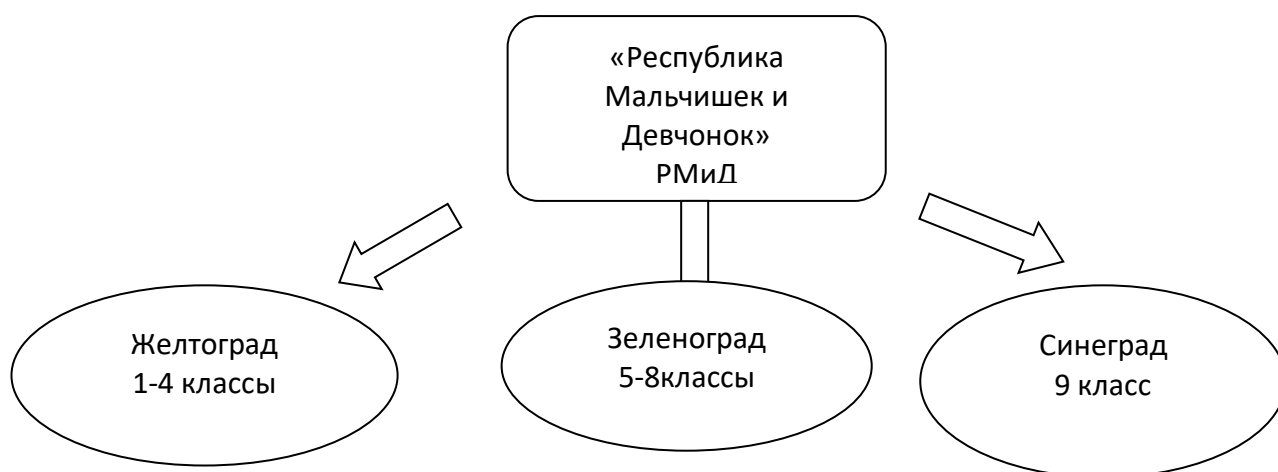 «Республика
Мальчишек и
Девчонок»
РМиД
Желтоград
1-4 классы
Зеленоград
5-8классы
Синеград
9 класс